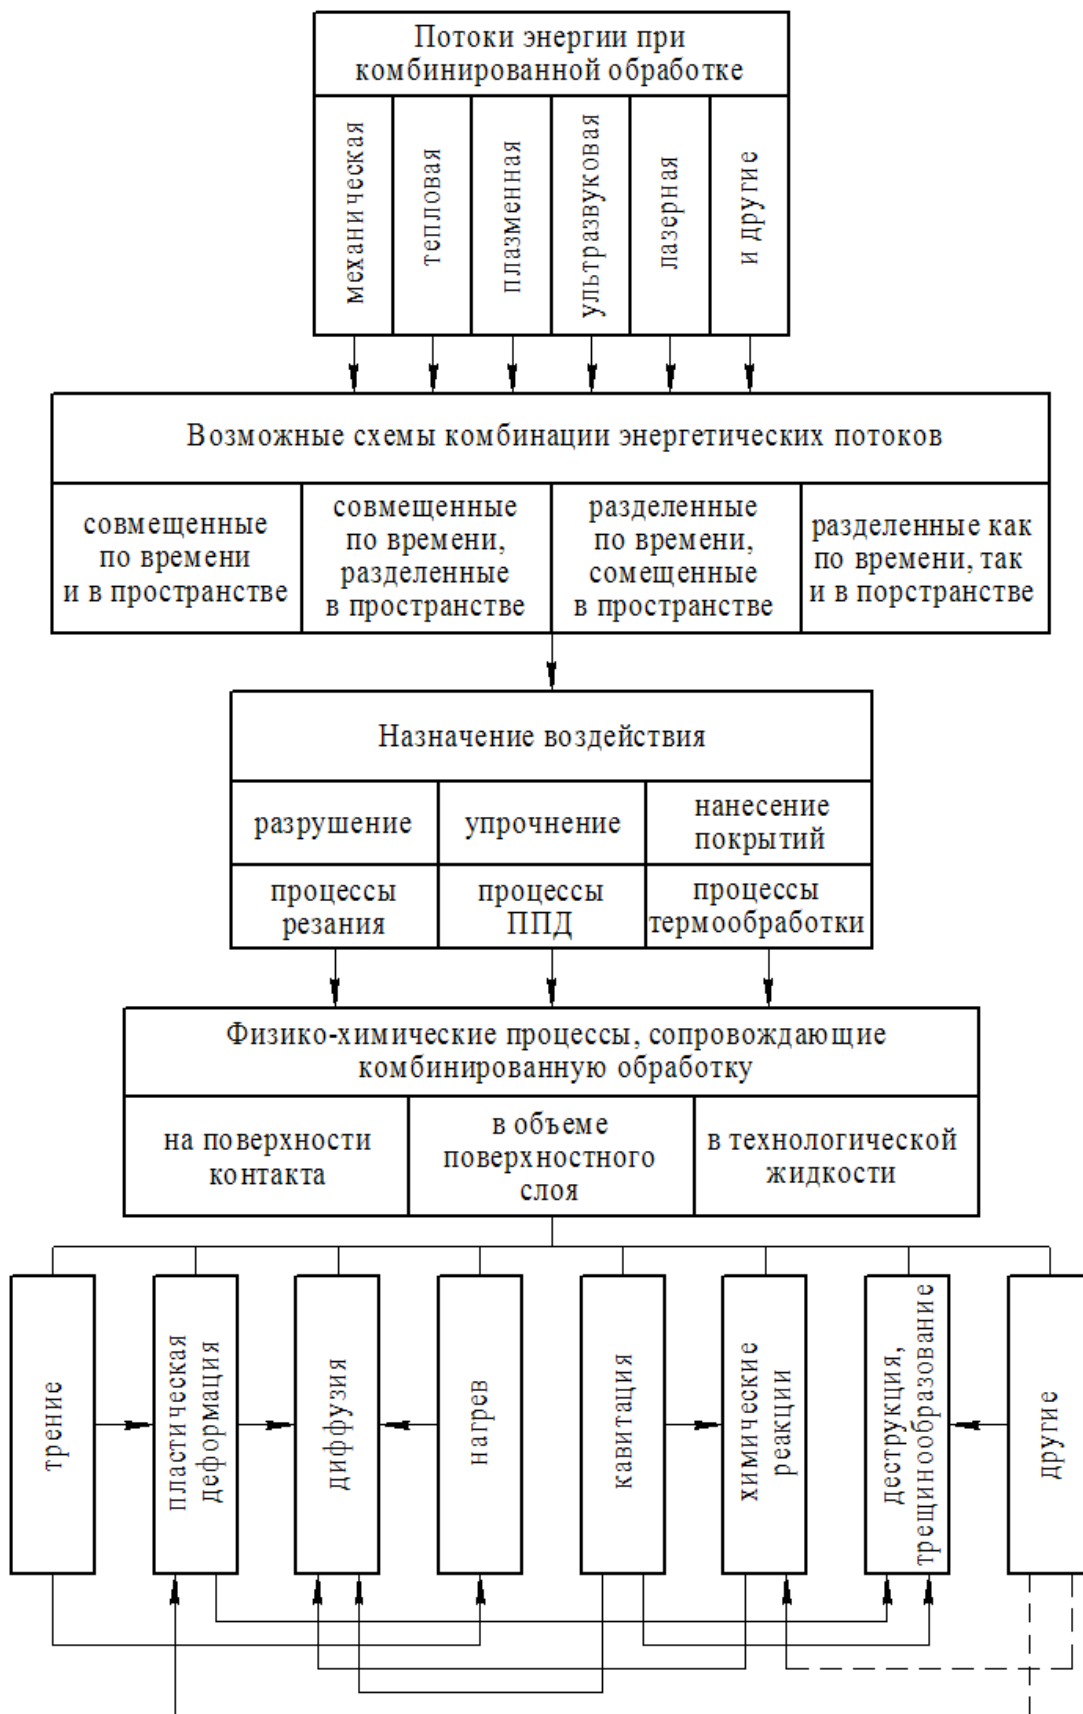 Потоки энергии при
комбинированной обработке
механическая
тепловая
плазменная
ультразвуковая
лазерная
и другие
Возможные схемы комбинации энергетических потоков
совмещенные
по времени
и в пространстве
совмещенные
по времени,
разделенные
в пространстве
разделенные
по времени,
сомещенные
в пространстве
разделенные как
по времени, так
и в порстранстве
Назначение воздействия
разрушение
упрочнение
нанесение
покрытий
процессы
резания
процессы
ППД
процессы
термообработки
Физико-химические процессы, сопровождающие
комбинированную обработку
на поверхности
контакта
в объеме
поверхностного
слоя
в технологической
жидкости
трение
пластическая
деформация
диффузия
нагрев
кавитация
химические
реакции
деструкция,
трещинообразование
другие